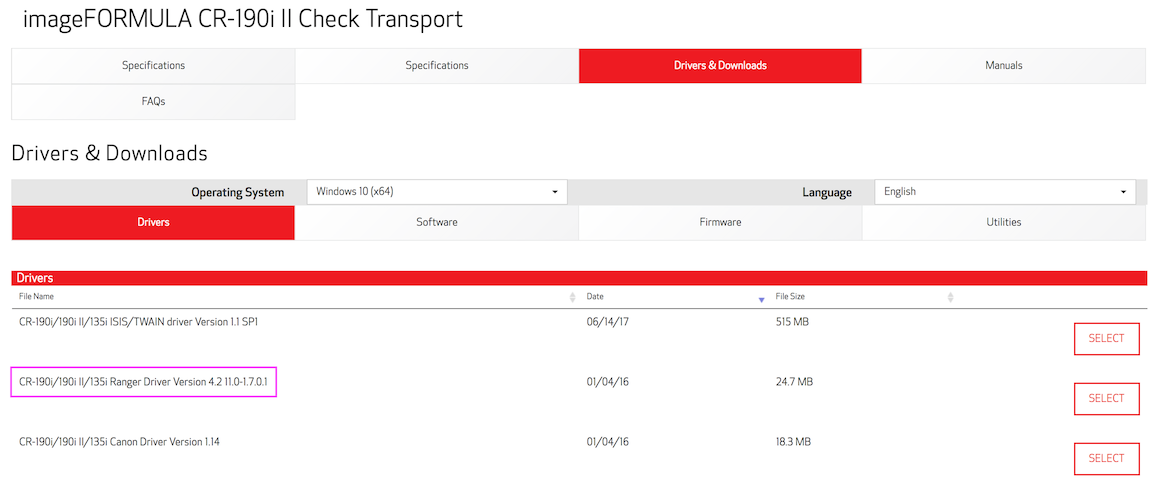 imageFORMULA CR-190i II Check Transport
Specifications Specifications Drivers & Downloads Manuals
FAQs
Drivers & Downloads
Operating System Windows 10 (x64) Language English
Drivers Software Firmware Utilities
Drivers
File Name Date File Size
CR-190i/190i II/135i ISIS/TWAIN driver Version 1.1 SP1 06/14/17 515 MB
SELECT
CR-190i/190i II/135i Ranger Driver Version 4.2 11.0-1.7.0.1 01/04/16 24.7 MB
SELECT
CR-190i/190i II/135i Canon Driver Version 1.14 01/04/16 18.3 MB
SELECT